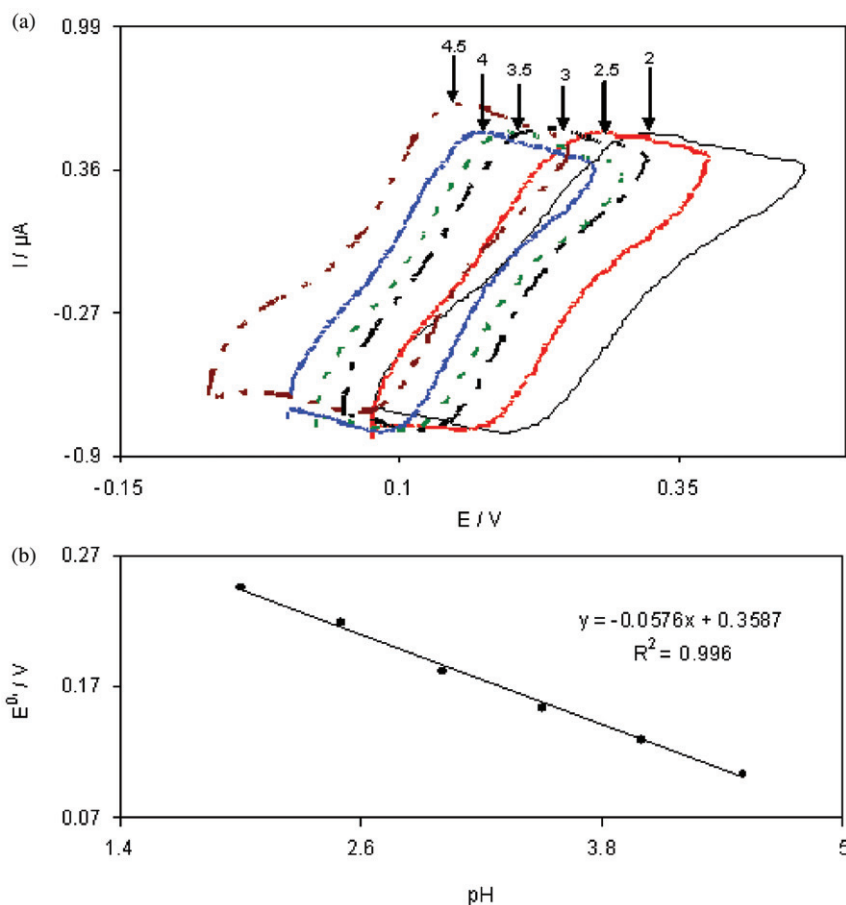 (a)
0.99
0.36
-0.27
-0.9
I / µA
4.5
4
3.5
3
2.5
2
-0.15
0.1
0.35
E / V
(b)
0.27
0.17
0.07
E⁰' / V
y = -0.0576x + 0.3587
R² = 0.996
1.4
2.6
3.8
5
pH